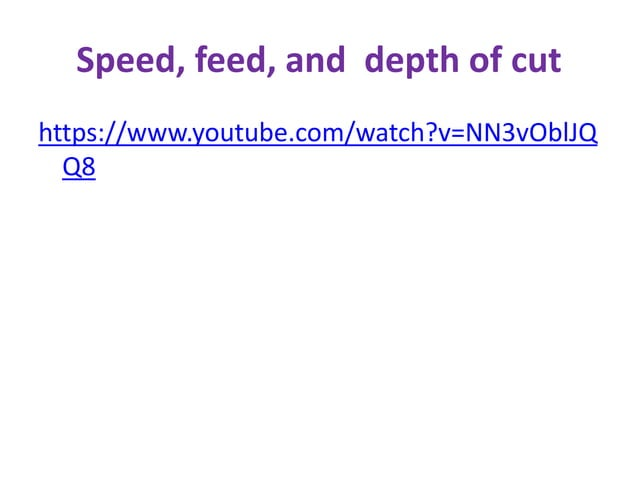 Speed, feed, and  depth of cut
https://www.youtube.com/watch?v=NN3vOblJQ
Q8